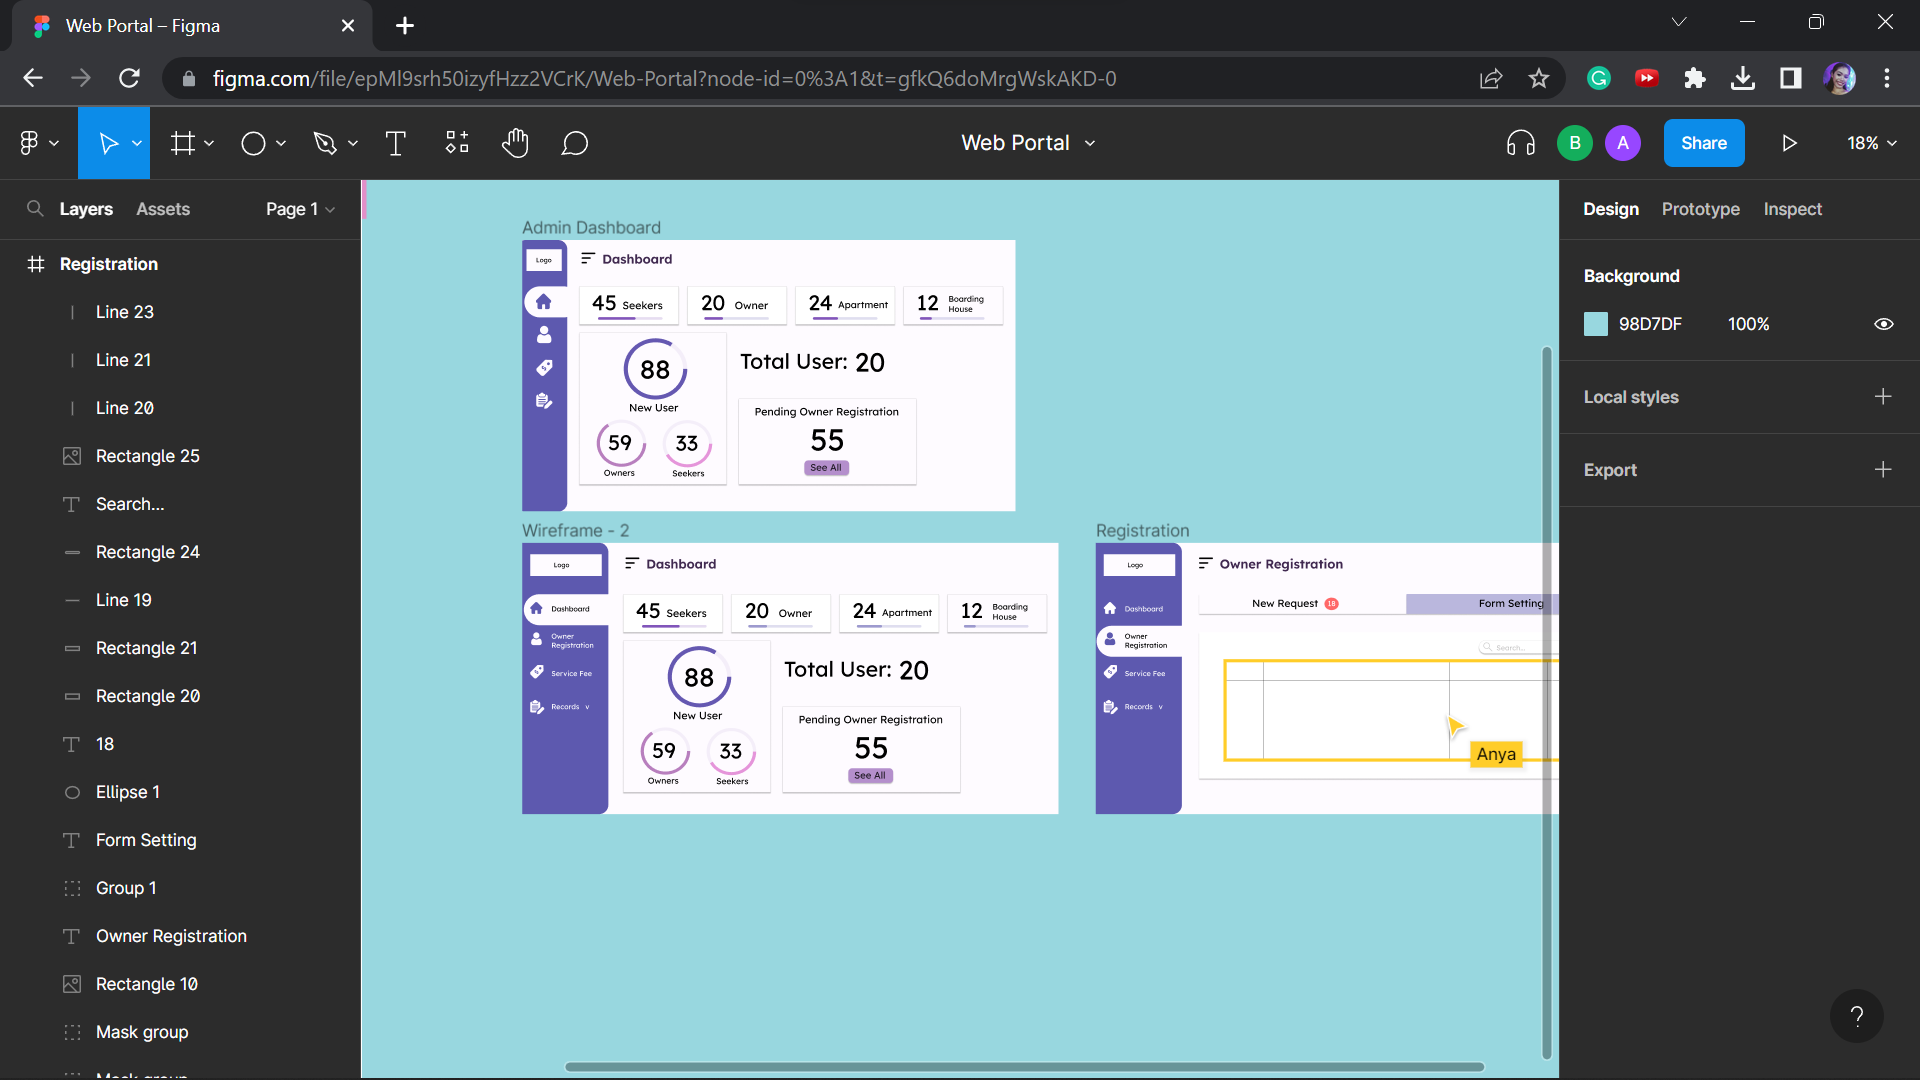 Web Portal – Figma
figma.com/file/epMl9srh50izyfHzz2VCrK/Web-Portal?node-id=0%3A1&t=gfkQ6doMrgWskAKD-0
Web Portal
B
A
Share
18%
Layers
Assets
Page 1
Registration
Line 23
Line 21
Line 20
Rectangle 25
Search...
Rectangle 24
Line 19
Rectangle 21
Rectangle 20
18
Ellipse 1
Form Setting
Group 1
Owner Registration
Rectangle 10
Mask group
Mask group
Admin Dashboard
Logo
Dashboard
45 Seekers
20 Owner
24 Apartment
12 Boarding
House
88
New User
59
Owners
33
Seekers
Total User: 20
Pending Owner Registration
55
See All
Wireframe - 2
Logo
Dashboard
Owner
Registration
Service Fee
Records v
Dashboard
45 Seekers
20 Owner
24 Apartment
12 Boarding
House
88
New User
59
Owners
33
Seekers
Total User: 20
Pending Owner Registration
55
See All
Registration
Logo
Dashboard
Owner
Registration
Service Fee
Records v
Owner Registration
New Request 18
Form Setting
Search...
Anya
Design
Prototype
Inspect
Background
98D7DF
100%
Local styles
Export
?